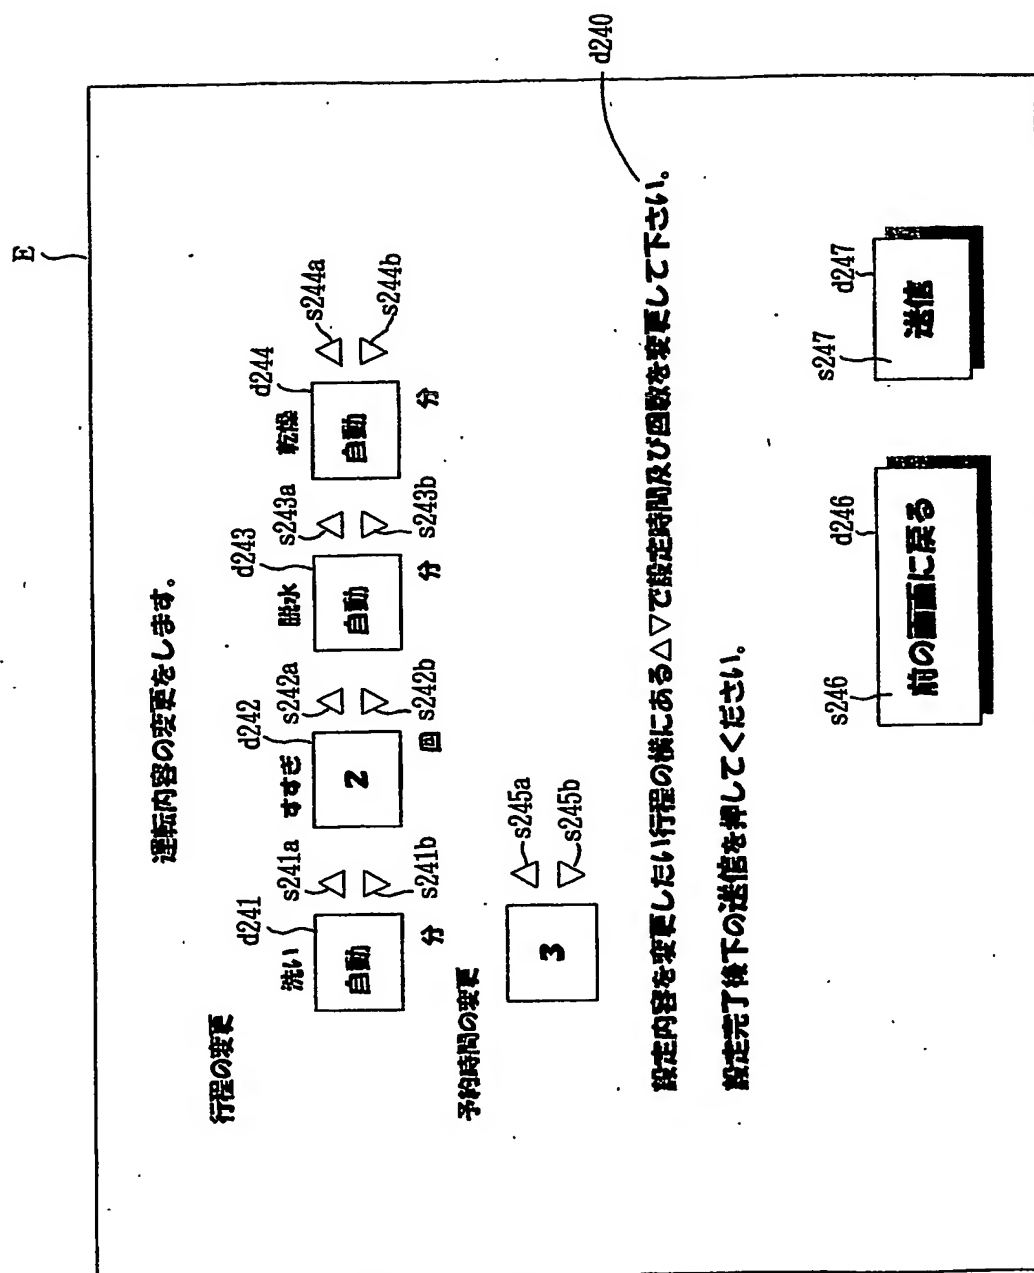 E
運転内容の変更をします。
行程の変更
d241 d242 d243 d244
洗い すすぎ 脱水 乾燥
s241a s242a s243a s244a
自動 2 自動 自動
△ △ △ △
▽ ▽ ▽ ▽
s241b s242b s243b s244b
分 回 分 分
予約時間の変更
3 △ s245a
▽ s245b
d240
設定内容を変更したい行程の横にある△▽で設定時間及び回数を変更して下さい。
設定完了後下の送信を押してください。
s246 d246 s247 d247
前の画面に戻る 送信